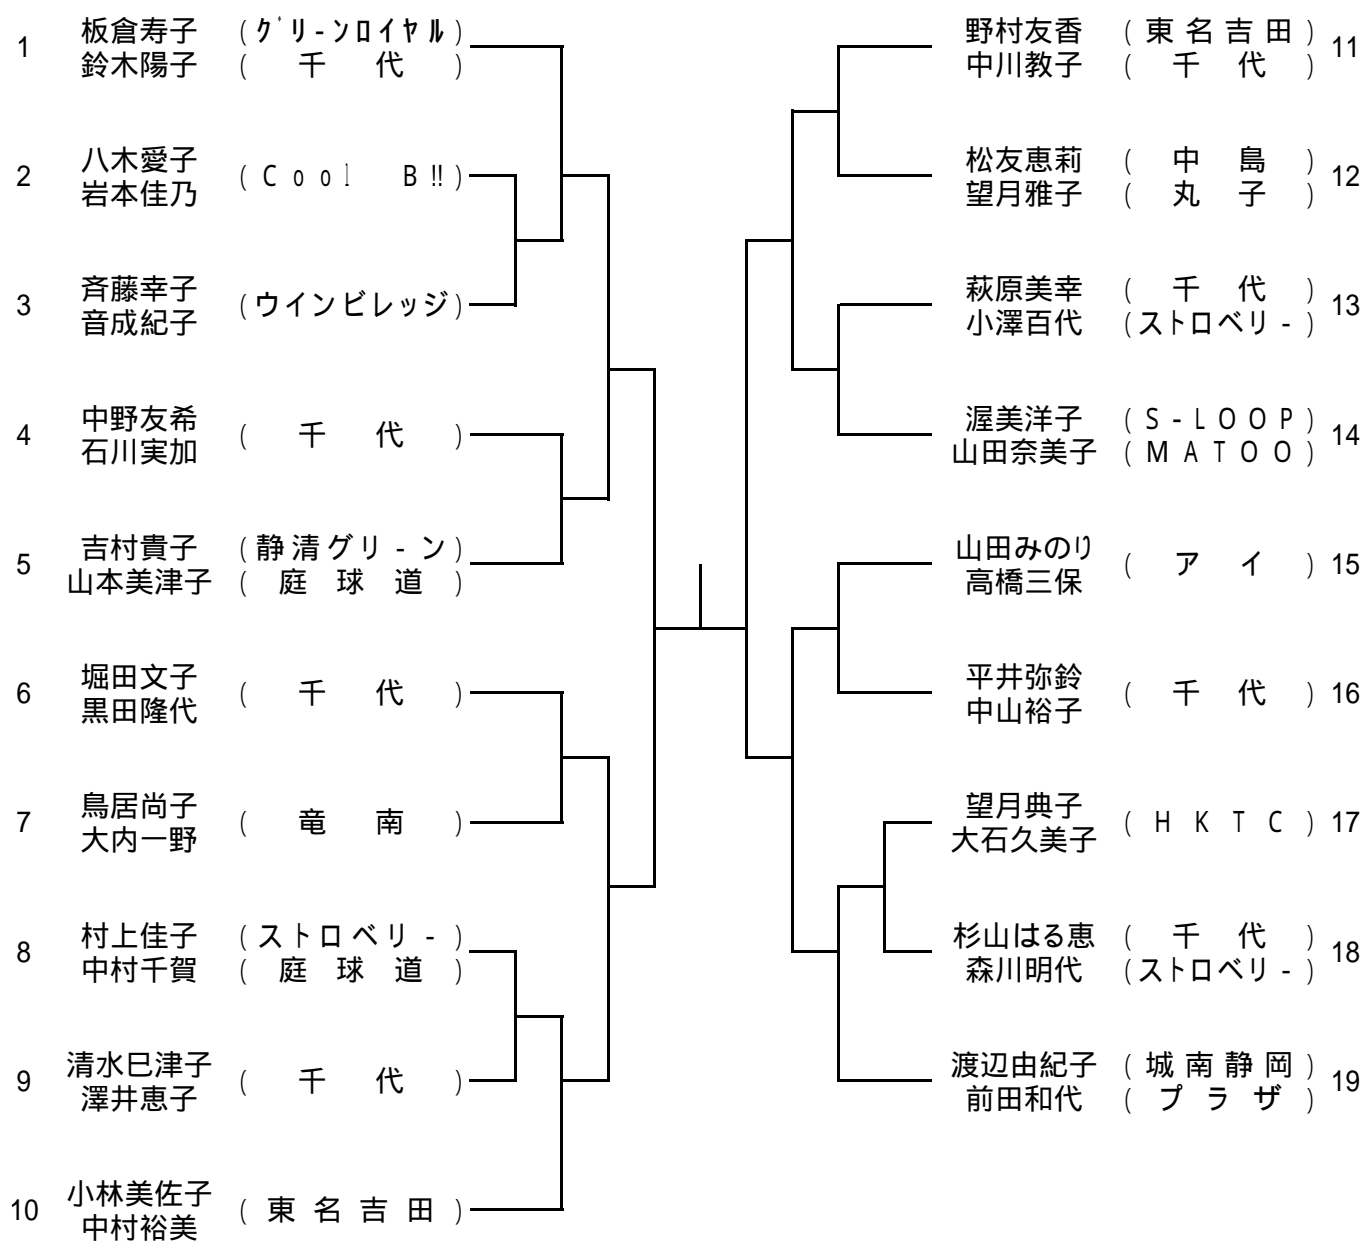 1 板倉寿子 (グリ-ンロイヤル)
鈴木陽子 ( 千 代 )
2 八木愛子
岩本佳乃 ( Cool B!! )
3 斉藤幸子
音成紀子 (ウインビレッジ)
4 中野友希
石川実加 ( 千 代 )
5 吉村貴子 (静清グリ-ン)
山本美津子 ( 庭 球 道 )
6 堀田文子
黒田隆代 ( 千 代 )
7 鳥居尚子
大内一野 ( 竜 南 )
8 村上佳子 (ストロベリ-)
中村千賀 ( 庭 球 道 )
9 清水巳津子
澤井恵子 ( 千 代 )
10 小林美佐子
中村裕美 ( 東 名 吉 田 )
野村友香 ( 東 名 吉 田 ) 11
中川教子 ( 千 代 )
松友恵莉 ( 中 島 ) 12
望月雅子 ( 丸 子 )
萩原美幸 ( 千 代 ) 13
小澤百代 (ストロベリ-)
渥美洋子 ( S-LOOP ) 14
山田奈美子 ( MATOO )
山田みのり
高橋三保 ( ア イ ) 15
平井弥鈴
中山裕子 ( 千 代 ) 16
望月典子
大石久美子 ( HKTC ) 17
杉山はる恵 ( 千 代 ) 18
森川明代 (ストロベリ-)
渡辺由紀子 ( 城 南 静 岡 ) 19
前田和代 ( プ ラ ザ )